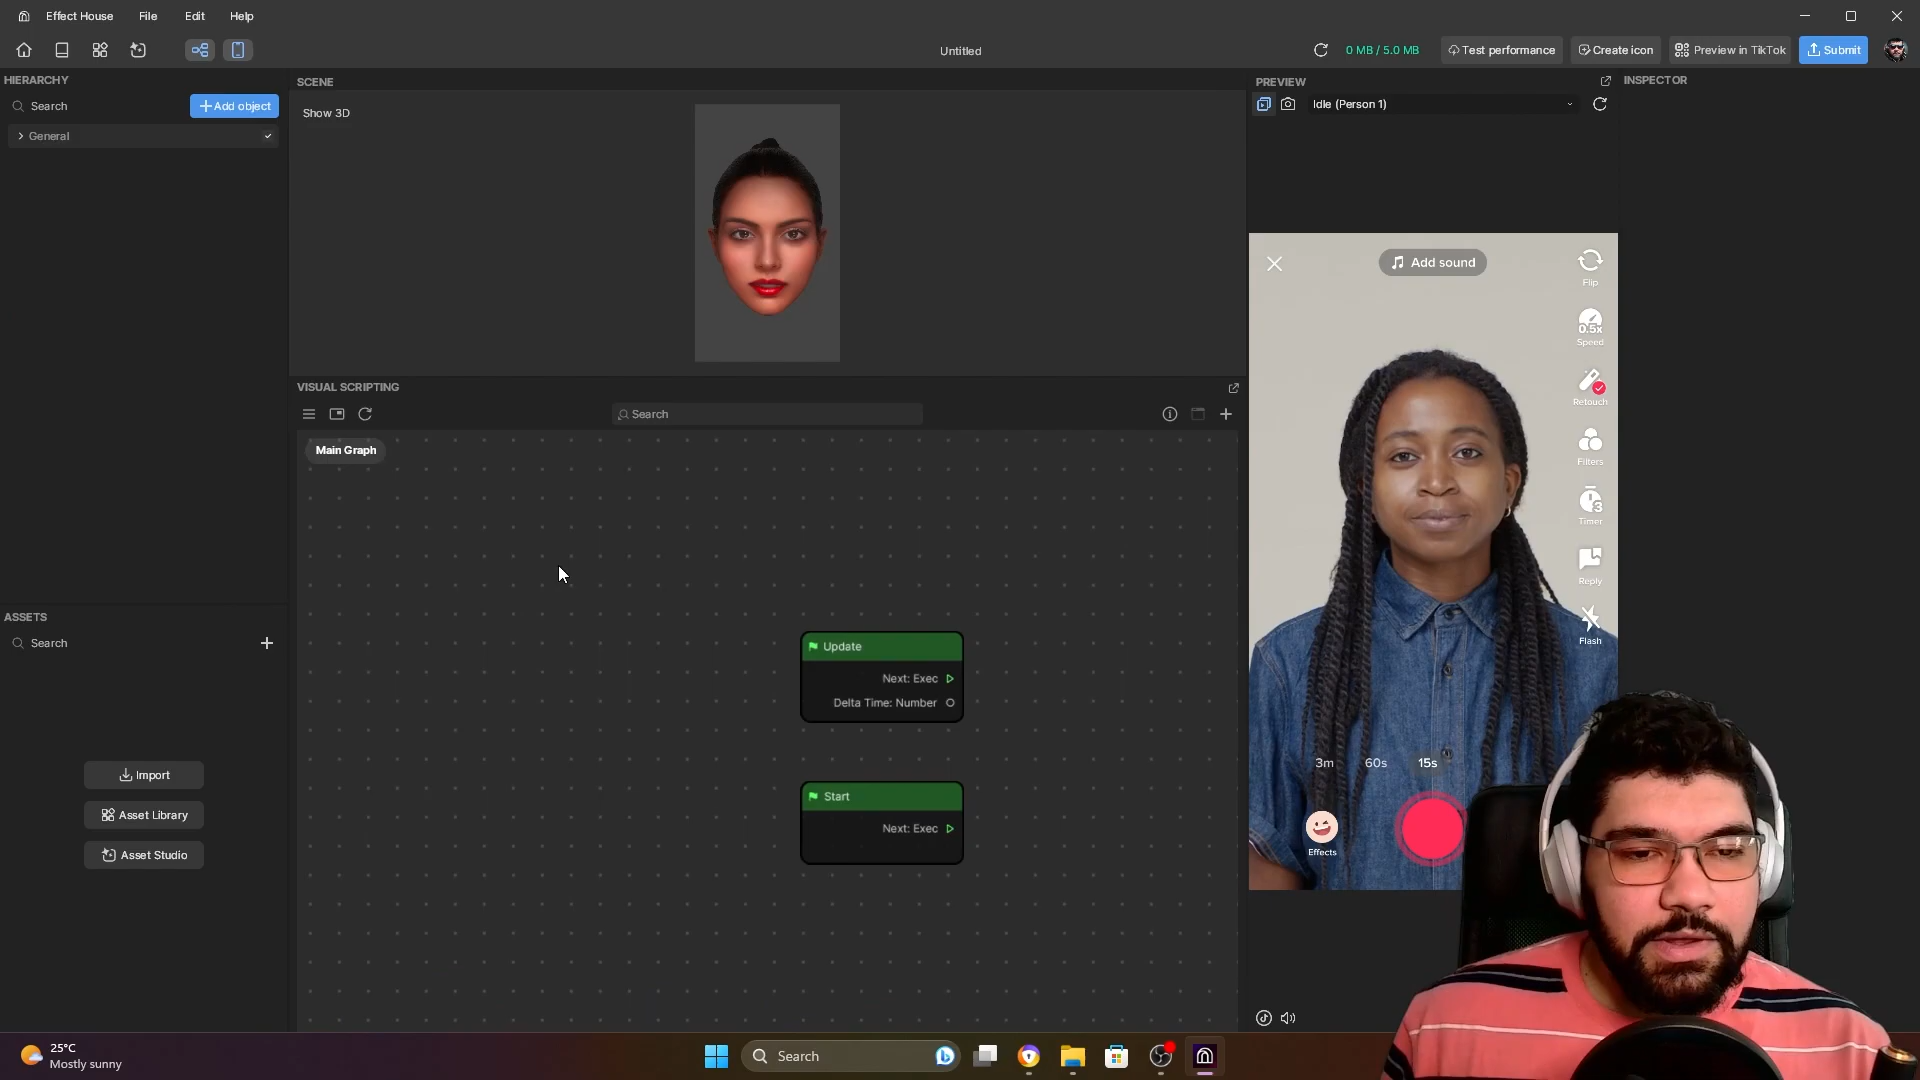 Effect House File Edit Help
Untitled
0 MB / 5.0 MB
Test performance
Create icon
Preview in TikTok
Submit
HIERARCHY
Search
Add object
General
SCENE
Show 3D
PREVIEW
Idle (Person 1)
INSPECTOR
Add sound
Flip
0.5x
Speed
Retouch
Filters
3
Timer
Reply
Flash
3m 60s 15s
Effects
VISUAL SCRIPTING
Search
Main Graph
Update
Next: Exec
Delta Time: Number
Start
Next: Exec
ASSETS
Search
Import
Asset Library
Asset Studio
25°C
Mostly sunny
Search